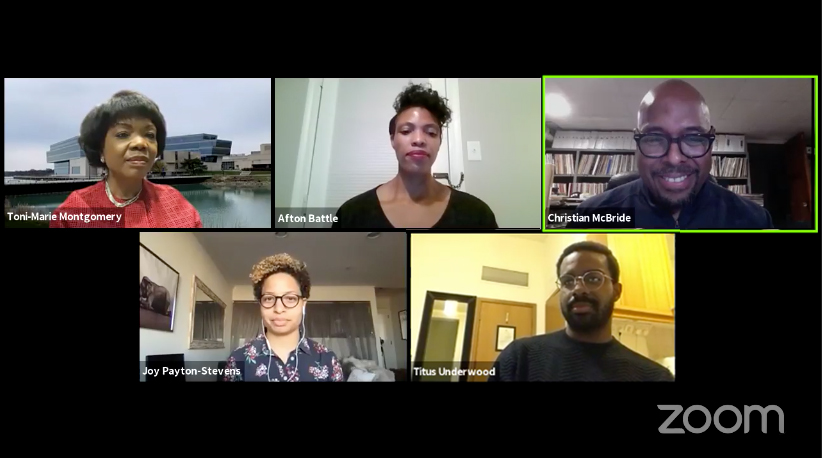 Toni-Marie Montgomery
Afton Battle
Christian McBride
Joy Payton-Stevens
Titus Underwood
zoom